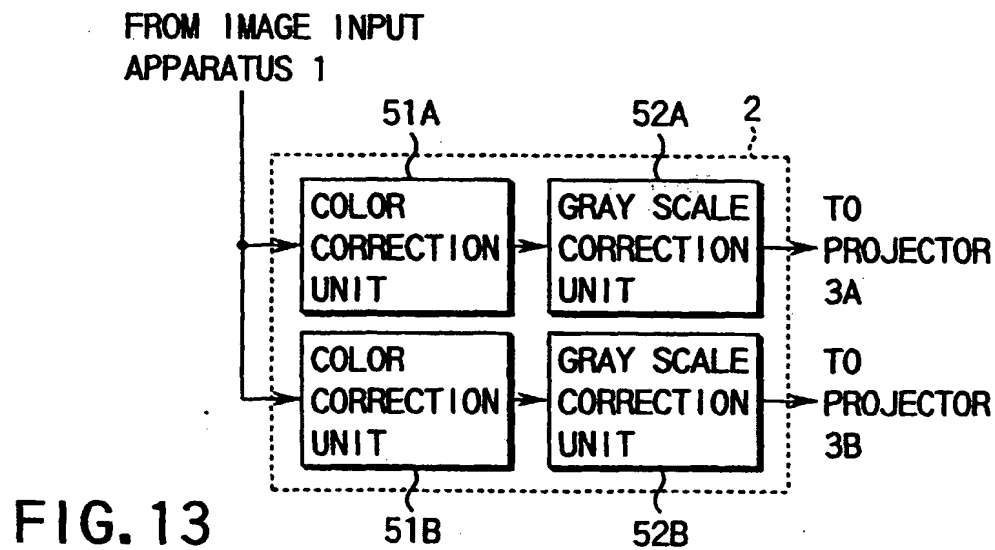 FROM IMAGE INPUT
APPARATUS 1
51A
52A
2
COLOR
CORRECTION
UNIT
GRAY SCALE
CORRECTION
UNIT
TO
PROJECTOR
3A
COLOR
CORRECTION
UNIT
GRAY SCALE
CORRECTION
UNIT
TO
PROJECTOR
3B
51B
52B
FIG. 13